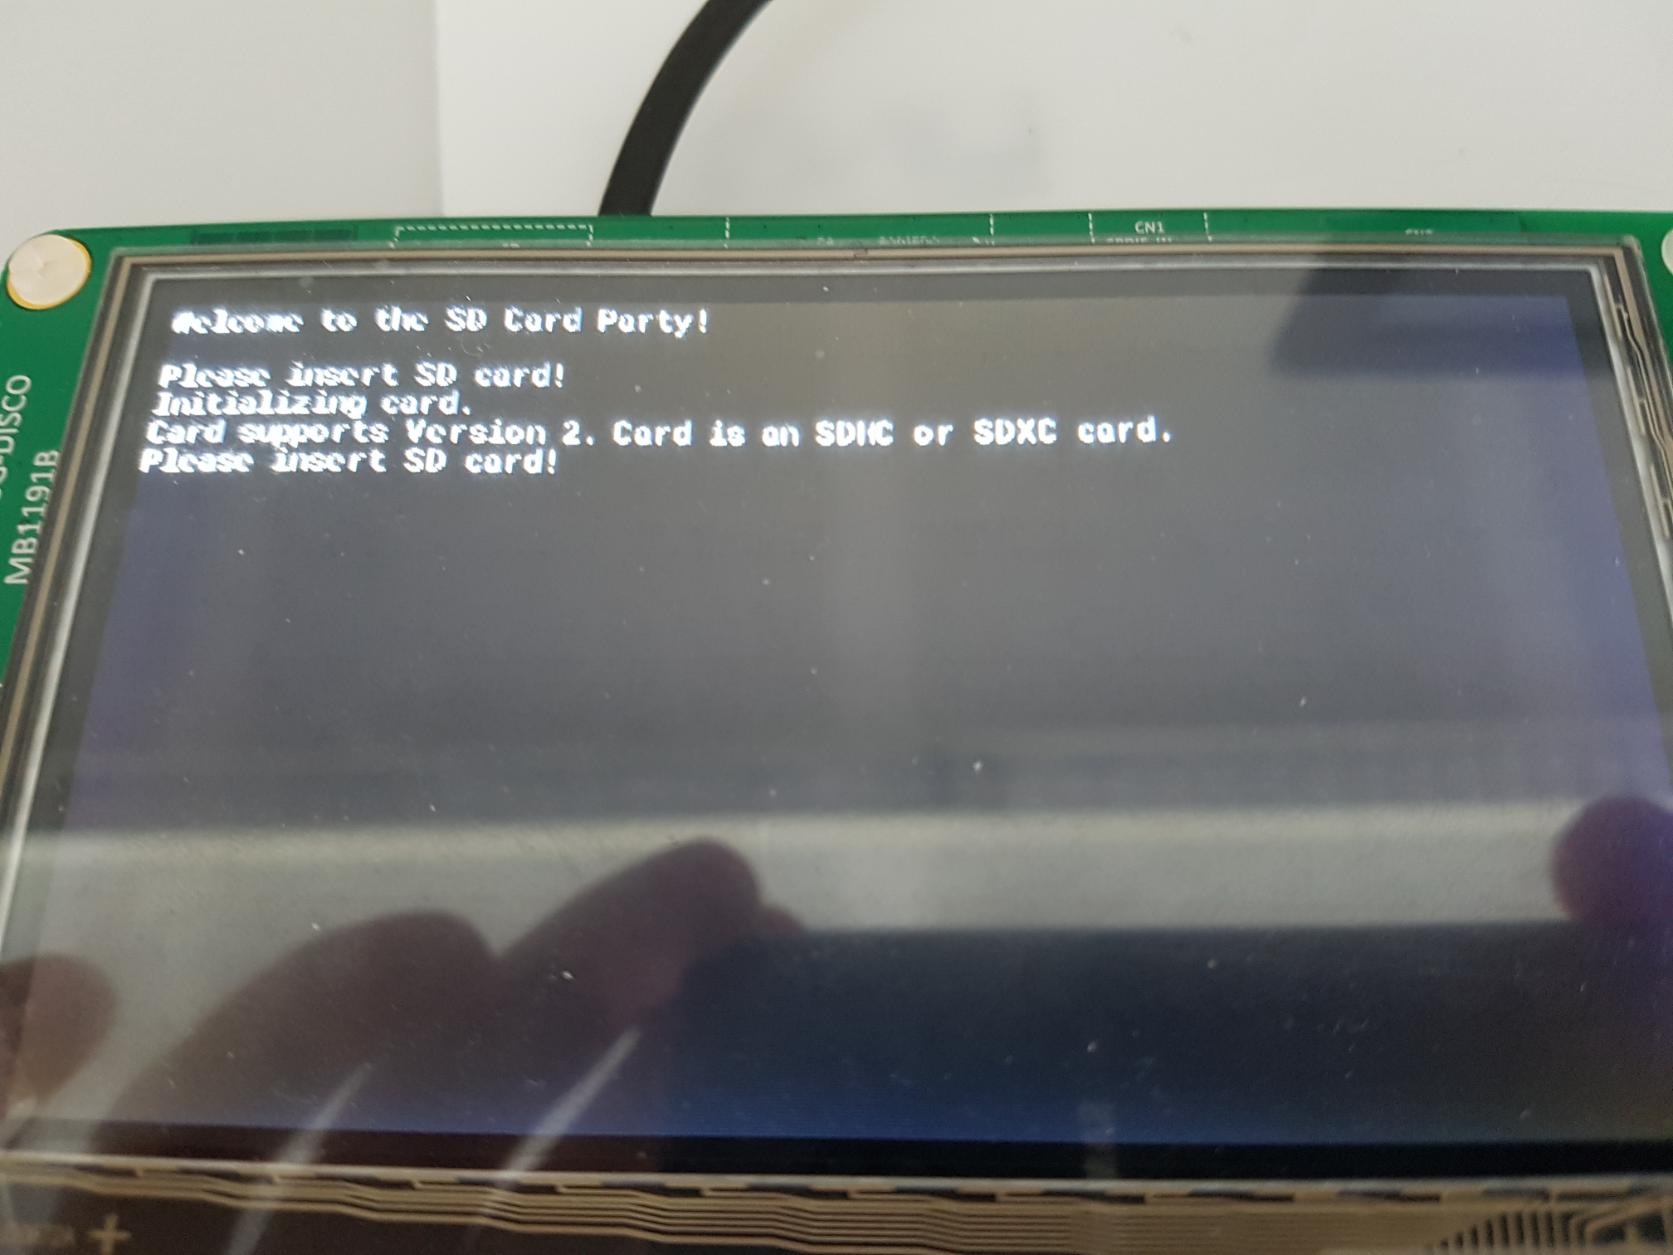 CN1
Welcome to the SD Card Party!
Please insert SD card!
Initializing card.
Card supports Version 2. Card is an SDHC or SDXC card.
Please insert SD card!
G-DISCO
MB1191B